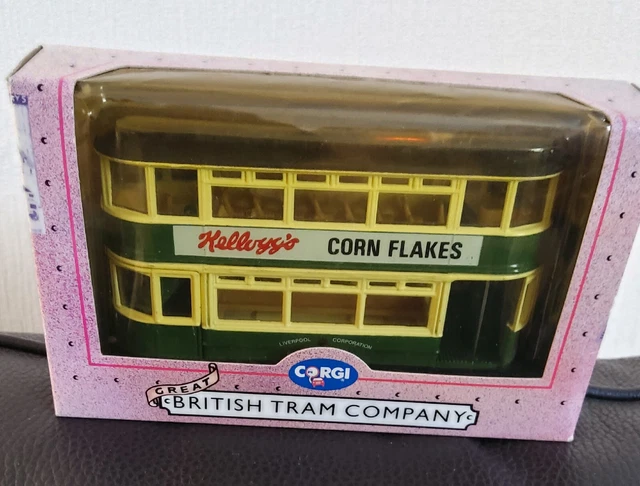 Kellogg's CORN FLAKES
LIVERPOOL CORPORATION
CORGI
GREAT
BRITISH TRAM COMPANY